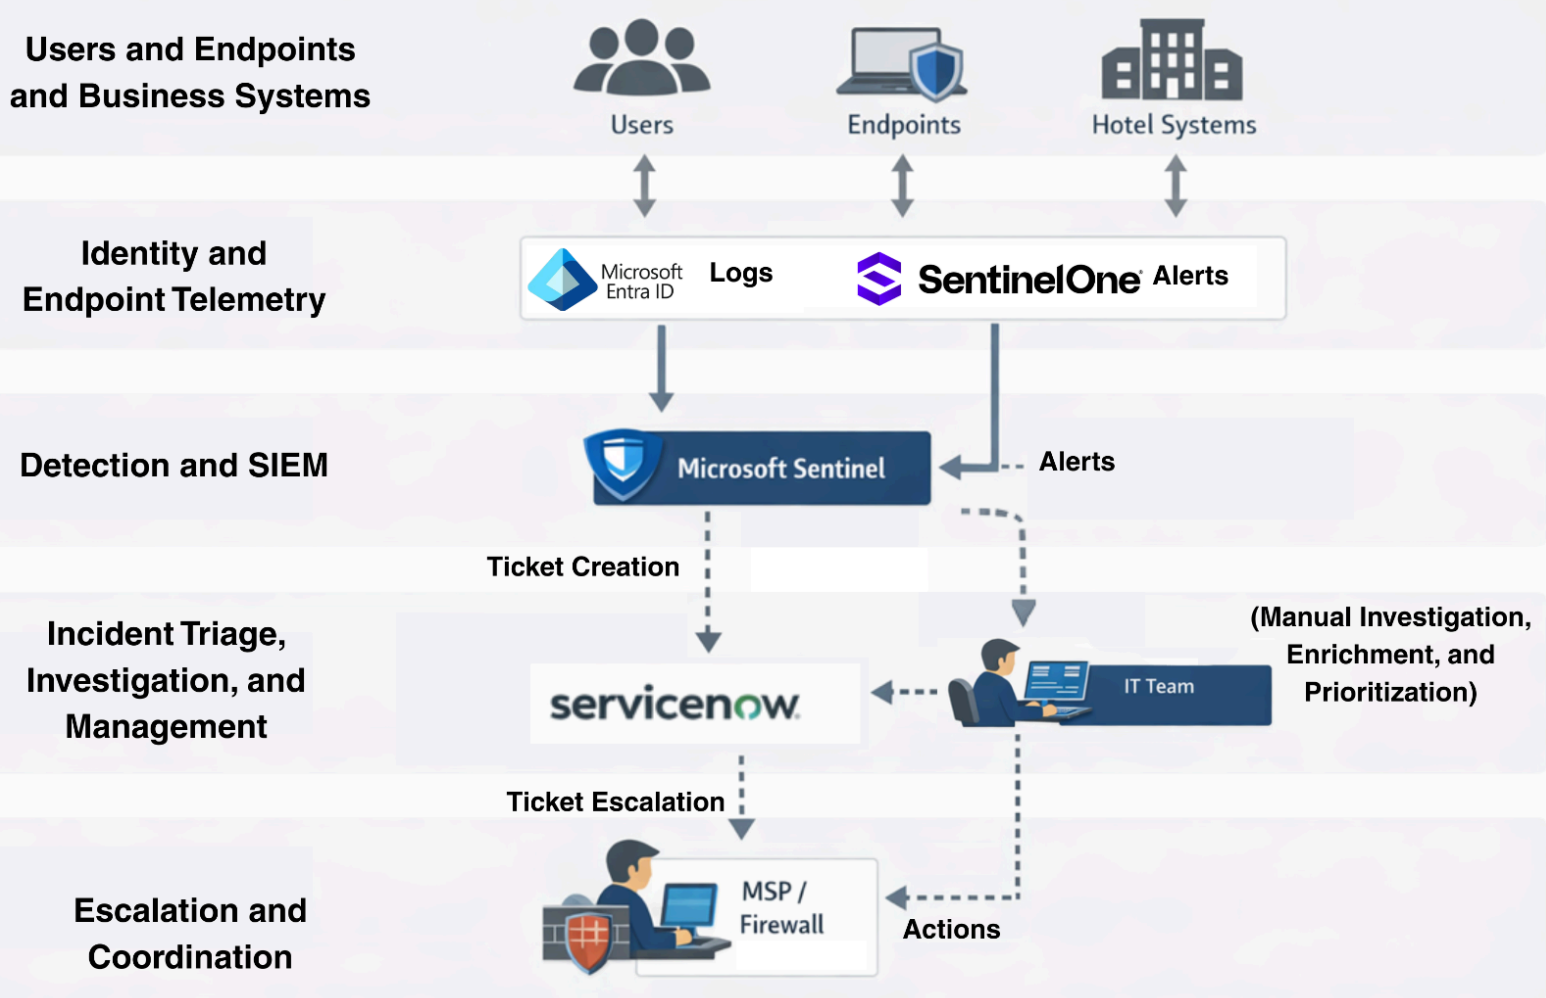 Users and Endpoints
and Business Systems
Users
Endpoints
Hotel Systems
Identity and
Endpoint Telemetry
Microsoft
Entra ID
Logs
SentinelOne
Alerts
Detection and SIEM
Microsoft Sentinel
Alerts
Ticket Creation
Incident Triage,
Investigation, and
Management
servicenow
IT Team
(Manual Investigation,
Enrichment, and
Prioritization)
Ticket Escalation
Escalation and
Coordination
MSP /
Firewall
Actions